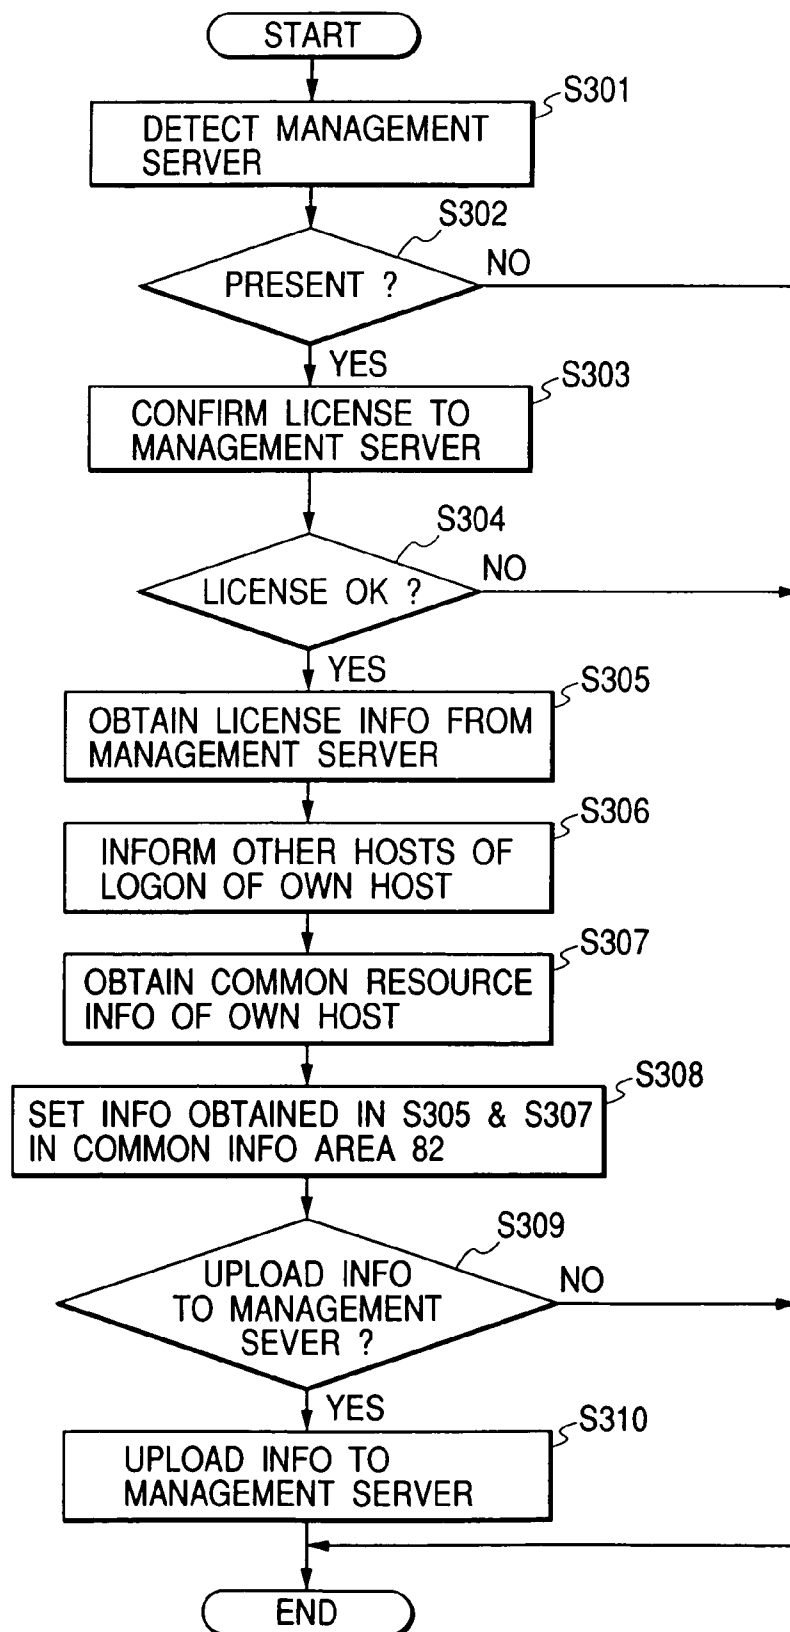 START
S301
DETECT MANAGEMENT
SERVER
S302
PRESENT ?
NO
YES
S303
CONFIRM LICENSE TO
MANAGEMENT SERVER
S304
LICENSE OK ?
NO
YES
S305
OBTAIN LICENSE INFO FROM
MANAGEMENT SERVER
S306
INFORM OTHER HOSTS OF
LOGON OF OWN HOST
S307
OBTAIN COMMON RESOURCE
INFO OF OWN HOST
S308
SET INFO OBTAINED IN S305 & S307
IN COMMON INFO AREA 82
S309
UPLOAD INFO
TO MANAGEMENT
SEVER ?
NO
YES
S310
UPLOAD INFO TO
MANAGEMENT SERVER
END